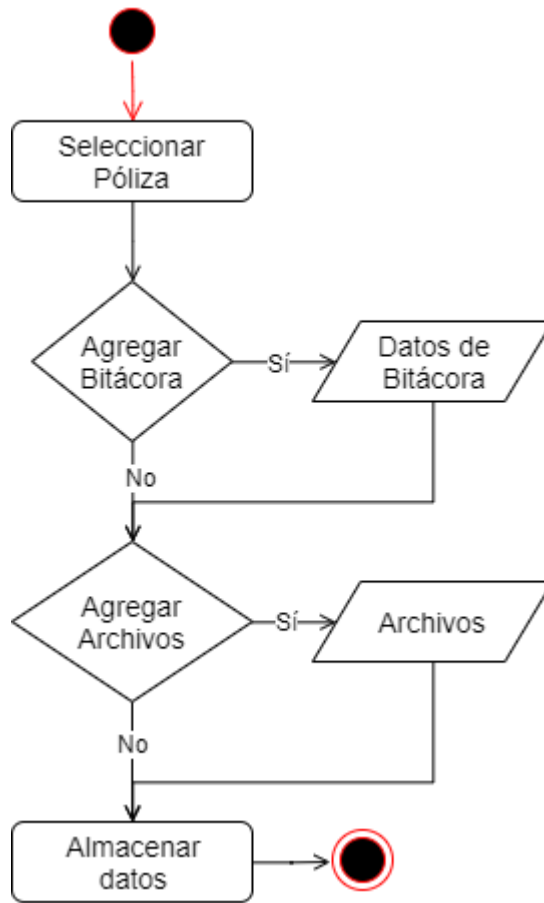 Seleccionar
Póliza
Agregar
Bitácora
Sí
Datos de
Bitácora
No
Agregar
Archivos
Sí
Archivos
No
Almacenar
datos